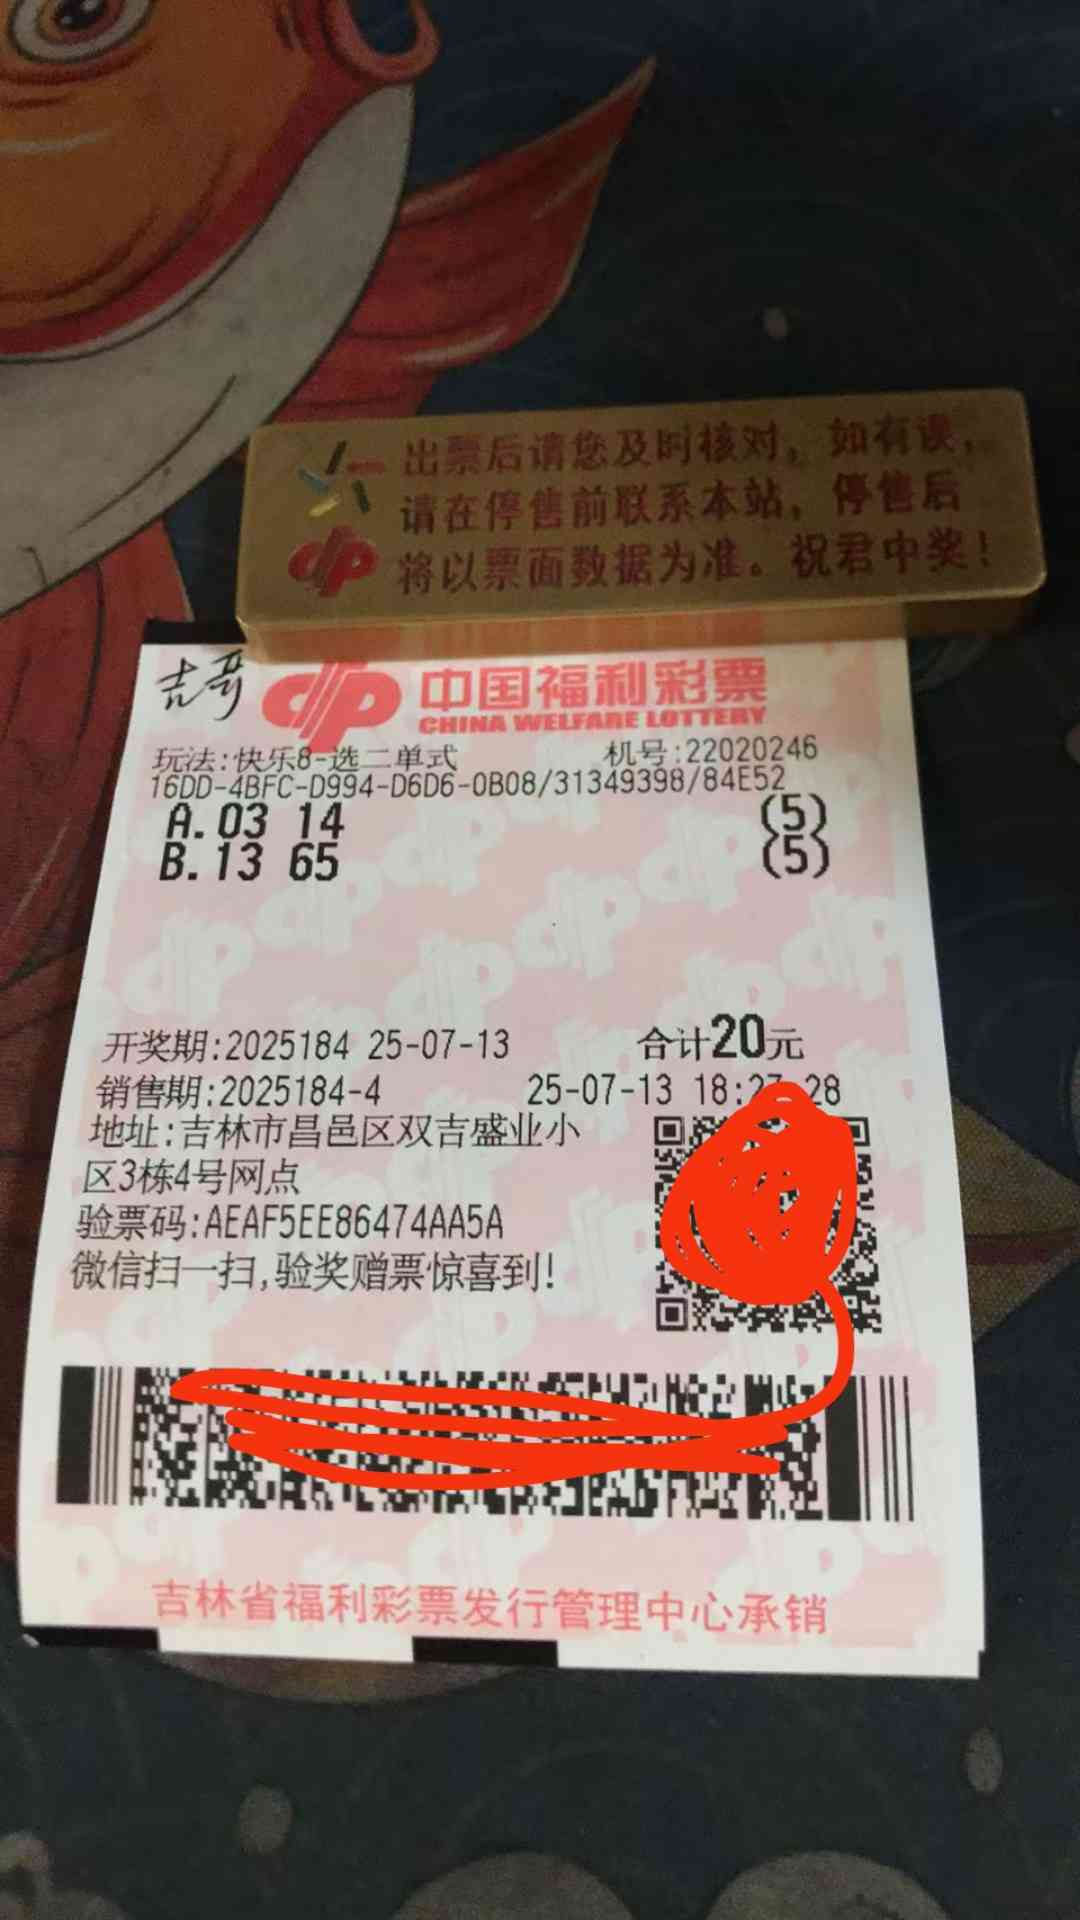 出票后请您及时核对，如有误，
请在停售前联系本站，停售后
将以票面数据为准。祝君中奖！
吉哥
中国福利彩票
CHINA WELFARE LOTTERY
玩法:快乐8-选二单式 机号:22020246
16DD-4BFC-D994-D6D6-0B08/31349398/84E52
A.03 14 (5)
B.13 65 (5)
开奖期:2025184 25-07-13 合计20元
销售期:2025184-4 25-07-13 18:27:28
地址:吉林市昌邑区双吉盛业小
区3栋4号网点
验票码:AEAF5EE86474AA5A
微信扫一扫,验奖赠票惊喜到!
吉林省福利彩票发行管理中心承销